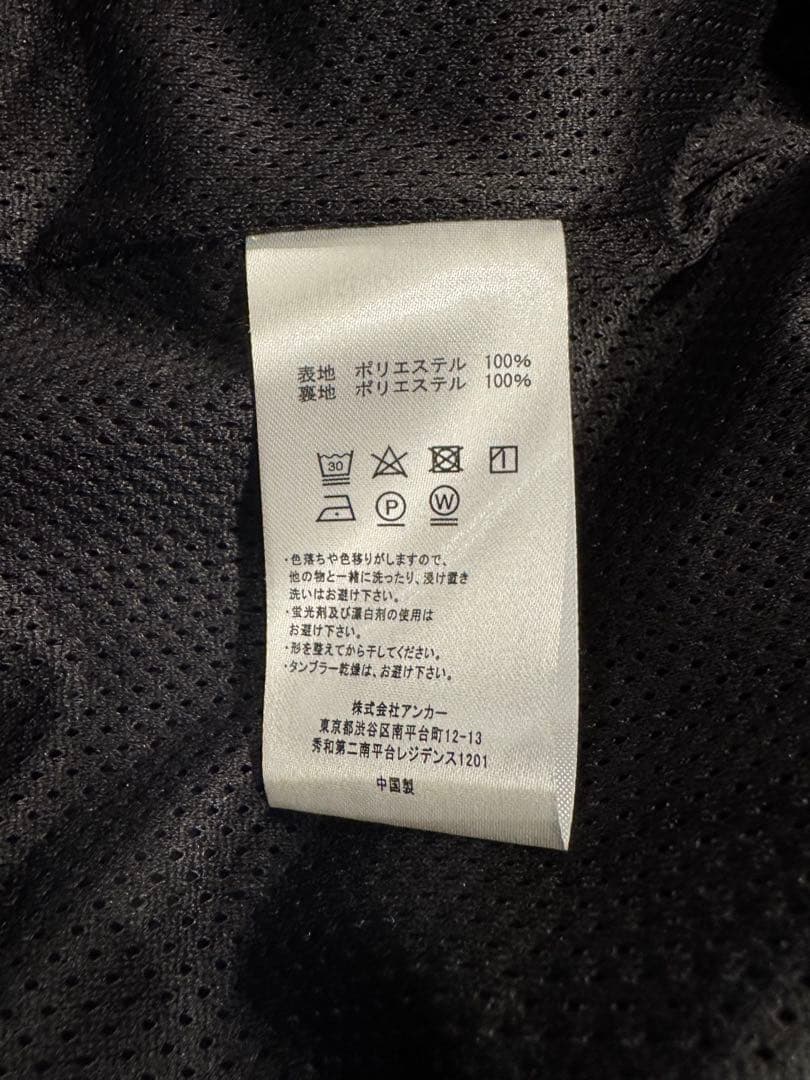 表地 ポリエステル 100%
裏地 ポリエステル 100%
30
P W
・色落ちや色移りがしますので、
他の物と一緒に洗ったり、浸け置き
洗いはお避け下さい。
・蛍光剤及び漂白剤の使用は
お避け下さい。
・形を整えてから干してください。
・タンブラー乾燥は、お避け下さい。
株式会社アンカー
東京都渋谷区南平台町12-13
秀和第二南平台レジデンス1201
中国製